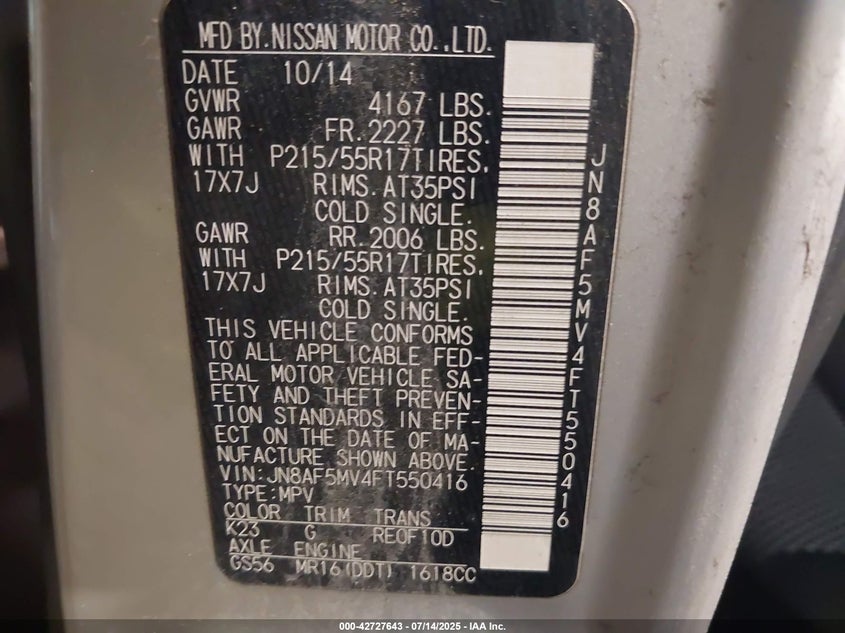 MFD BY.NISSAN MOTOR CO.,LTD.
DATE 10/14
GVWR 4167 LBS.
GAWR FR.2227 LBS.
WITH P215/55R17TIRES,
17X7J RIMS.AT35PSI
COLD SINGLE.
GAWR RR.2006 LBS.
WITH P215/55R17TIRES,
17X7J RIMS.AT35PSI
COLD SINGLE.
THIS VEHICLE CONFORMS
TO ALL APPLICABLE FED-
ERAL MOTOR VEHICLE SA-
FETY AND THEFT PREVEN-
TION STANDARDS IN EFF-
ECT ON THE DATE OF MA-
NUFACTURE SHOWN ABOVE.
VIN:JN8AF5MV4FT550416
TYPE:MPV
COLOR TRIM TRANS
K23 G RE0F10D
AXLE ENGINE
GS56 MR16(DDT) 1618CC
JN8AF5MV4FT550416
000-42727643 - 07/14/2025 - IAA Inc.